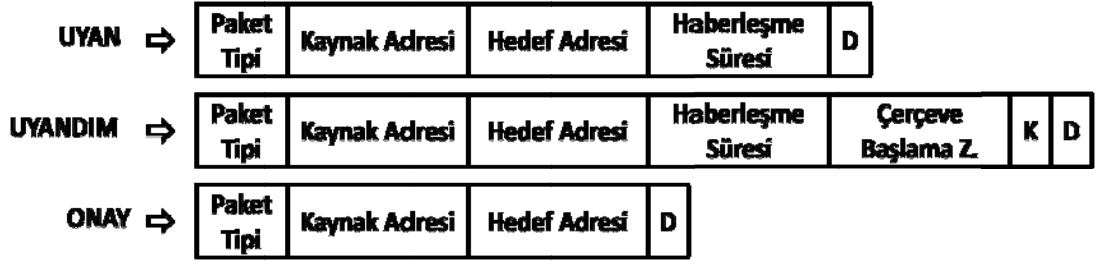 UYAN ⇨ Paket Tipi Kaynak Adresi Hedef Adresi Haberleşme Süresi D
UYANDIM ⇨ Paket Tipi Kaynak Adresi Hedef Adresi Haberleşme Süresi Çerçeve Başlama Z. K D
ONAY ⇨ Paket Tipi Kaynak Adresi Hedef Adresi D